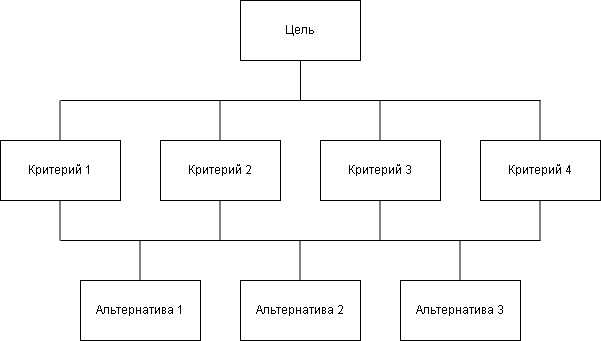 Цель
Критерий 1
Критерий 2
Критерий 3
Критерий 4
Альтернатива 1
Альтернатива 2
Альтернатива 3